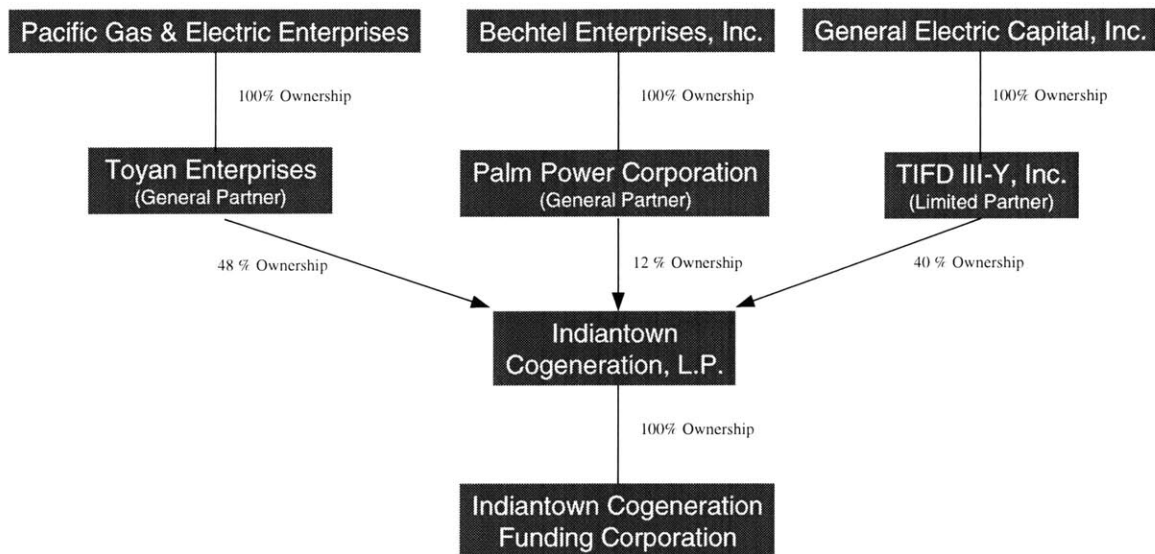 Pacific Gas & Electric Enterprises
Bechtel Enterprises, Inc.
General Electric Capital, Inc.
100% Ownership
100% Ownership
100% Ownership
Toyan Enterprises
(General Partner)
Palm Power Corporation
(General Partner)
TIFD III-Y, Inc.
(Limited Partner)
48 % Ownership
12 % Ownership
40 % Ownership
Indiantown
Cogeneration, L.P.
100% Ownership
Indiantown Cogeneration
Funding Corporation